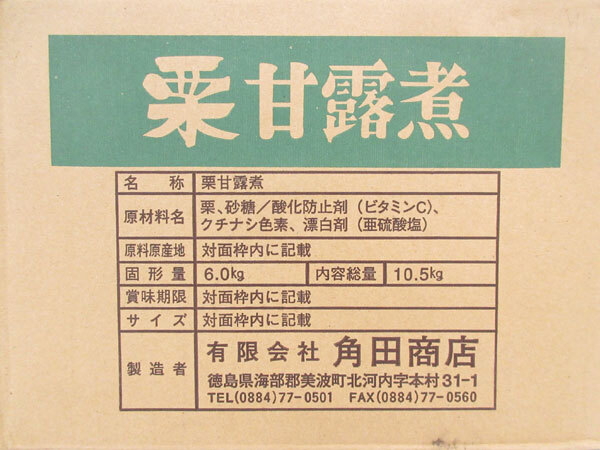 栗甘露煮
名称 栗甘露煮
原材料名 栗、砂糖／酸化防止剤（ビタミンC）、
クチナシ色素、漂白剤（亜硫酸塩）
原料原産地 対面枠内に記載
固形量 6.0kg 内容総量 10.5kg
賞味期限 対面枠内に記載
サイズ 対面枠内に記載
製造者 有限会社 角田商店
徳島県海部郡美波町北河内字本村31-1
TEL(0884)77-0501 FAX(0884)77-0560